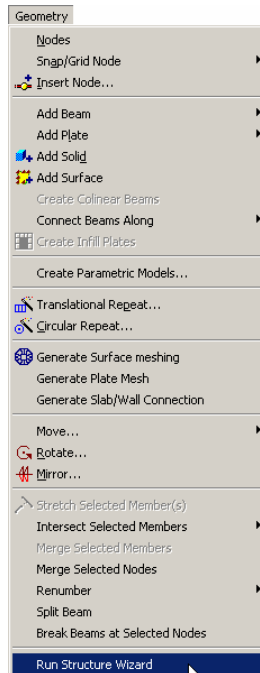 Geometry
Nodes
Snap/Grid Node
Insert Node...
Add Beam
Add Plate
Add Solid
Add Surface
Create Colinear Beams
Connect Beams Along
Create Infill Plates
Create Parametric Models...
Translational Repeat...
Circular Repeat...
Generate Surface meshing
Generate Plate Mesh
Generate Slab/Wall Connection
Move...
Rotate...
Mirror...
Stretch Selected Member(s)
Intersect Selected Members
Merge Selected Members
Merge Selected Nodes
Renumber
Split Beam
Break Beams at Selected Nodes
Run Structure Wizard